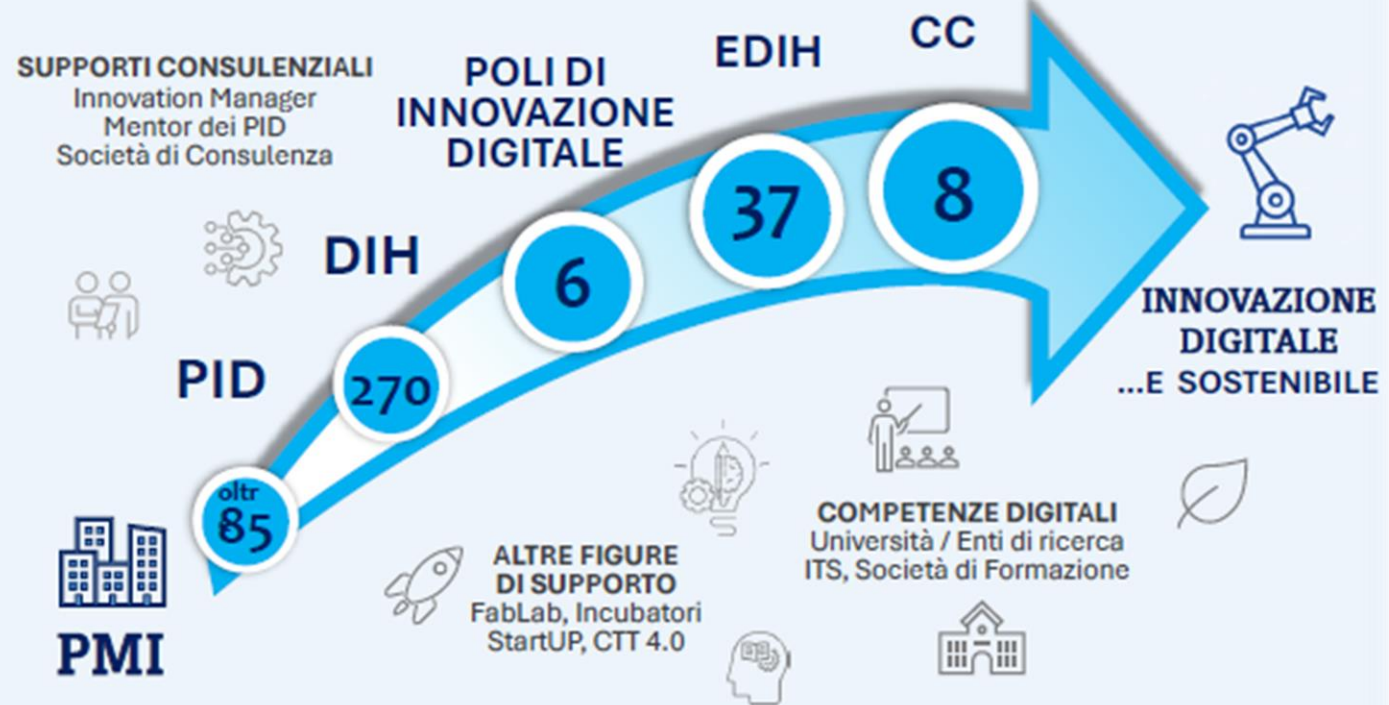 SUPPORTI CONSULENZIALI
Innovation Manager
Mentor dei PID
Società di Consulenza
POLI DI
INNOVAZIONE
DIGITALE
EDIH
CC
DIH
PID
oltr
85
270
6
37
8
PMI
INNOVAZIONE
DIGITALE
...E SOSTENIBILE
ALTRE FIGURE
DI SUPPORTO
FabLab, Incubatori
StartUP, CTT 4.0
COMPETENZE DIGITALI
Università / Enti di ricerca
ITS, Società di Formazione